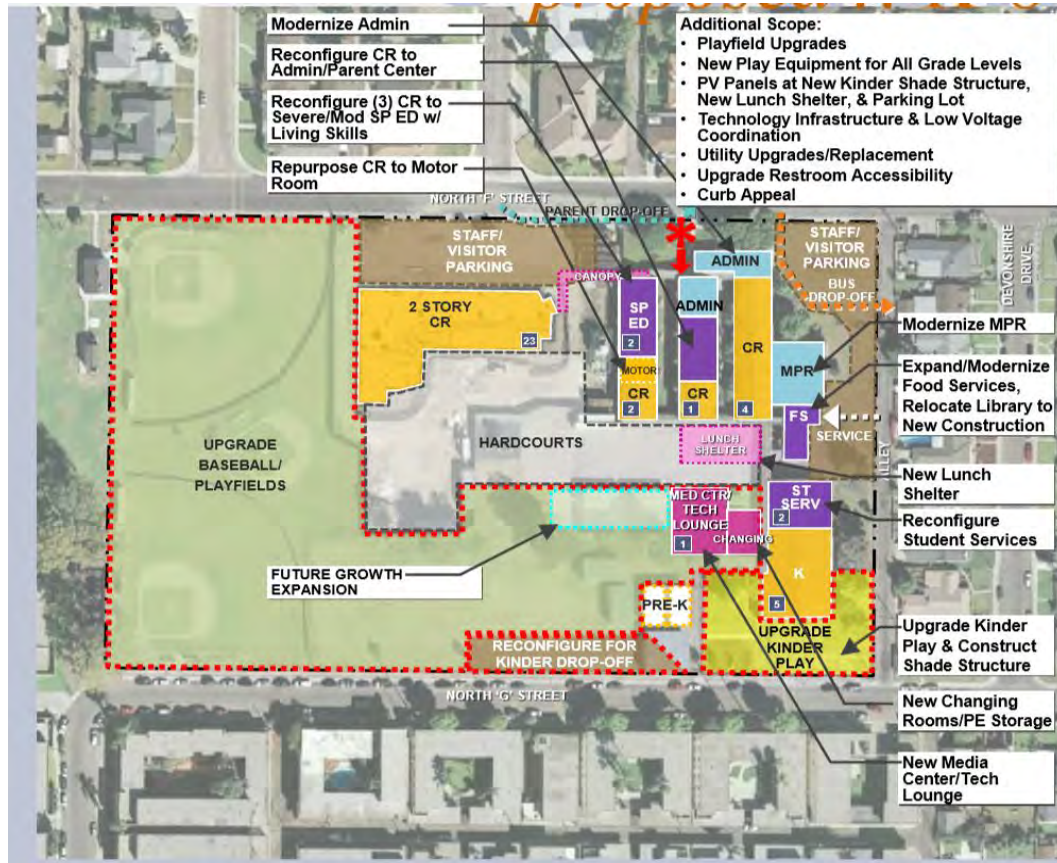 proposed
Modernize Admin
Reconfigure CR to
Admin/Parent Center
Reconfigure (3) CR to
Severe/Mod SP ED w/
Living Skills
Repurpose CR to Motor
Room
Additional Scope:
• Playfield Upgrades
• New Play Equipment for All Grade Levels
• PV Panels at New Kinder Shade Structure,
New Lunch Shelter, & Parking Lot
• Technology Infrastructure & Low Voltage
Coordination
• Utility Upgrades/Replacement
• Upgrade Restroom Accessibility
• Curb Appeal
NORTH 'F' STREET
PARENT DROP-OFF
STAFF/
VISITOR
PARKING
CANOPY
2 STORY
CR
23
SP
ED
2
MOTOR
CR
2
ADMIN
ADMIN
CR
1
CR
4
STAFF/
VISITOR
PARKING
BUS
DROP-OFF
DEVONSHIRE
DRIVE
MPR
FS
SERVICE
ALLEY
Modernize MPR
Expand/Modernize
Food Services,
Relocate Library to
New Construction
New Lunch
Shelter
Reconfigure
Student Services
UPGRADE
BASEBALL/
PLAYFIELDS
HARDCOURTS
LUNCH
SHELTER
MED CTR/
TECH
LOUNGE
1
CHANGING
ST
SERV
2
K
5
FUTURE GROWTH
EXPANSION
PRE-K
RECONFIGURE FOR
KINDER DROP-OFF
UPGRADE
KINDER
PLAY
Upgrade Kinder
Play & Construct
Shade Structure
NORTH 'G' STREET
New Changing
Rooms/PE Storage
New Media
Center/Tech
Lounge